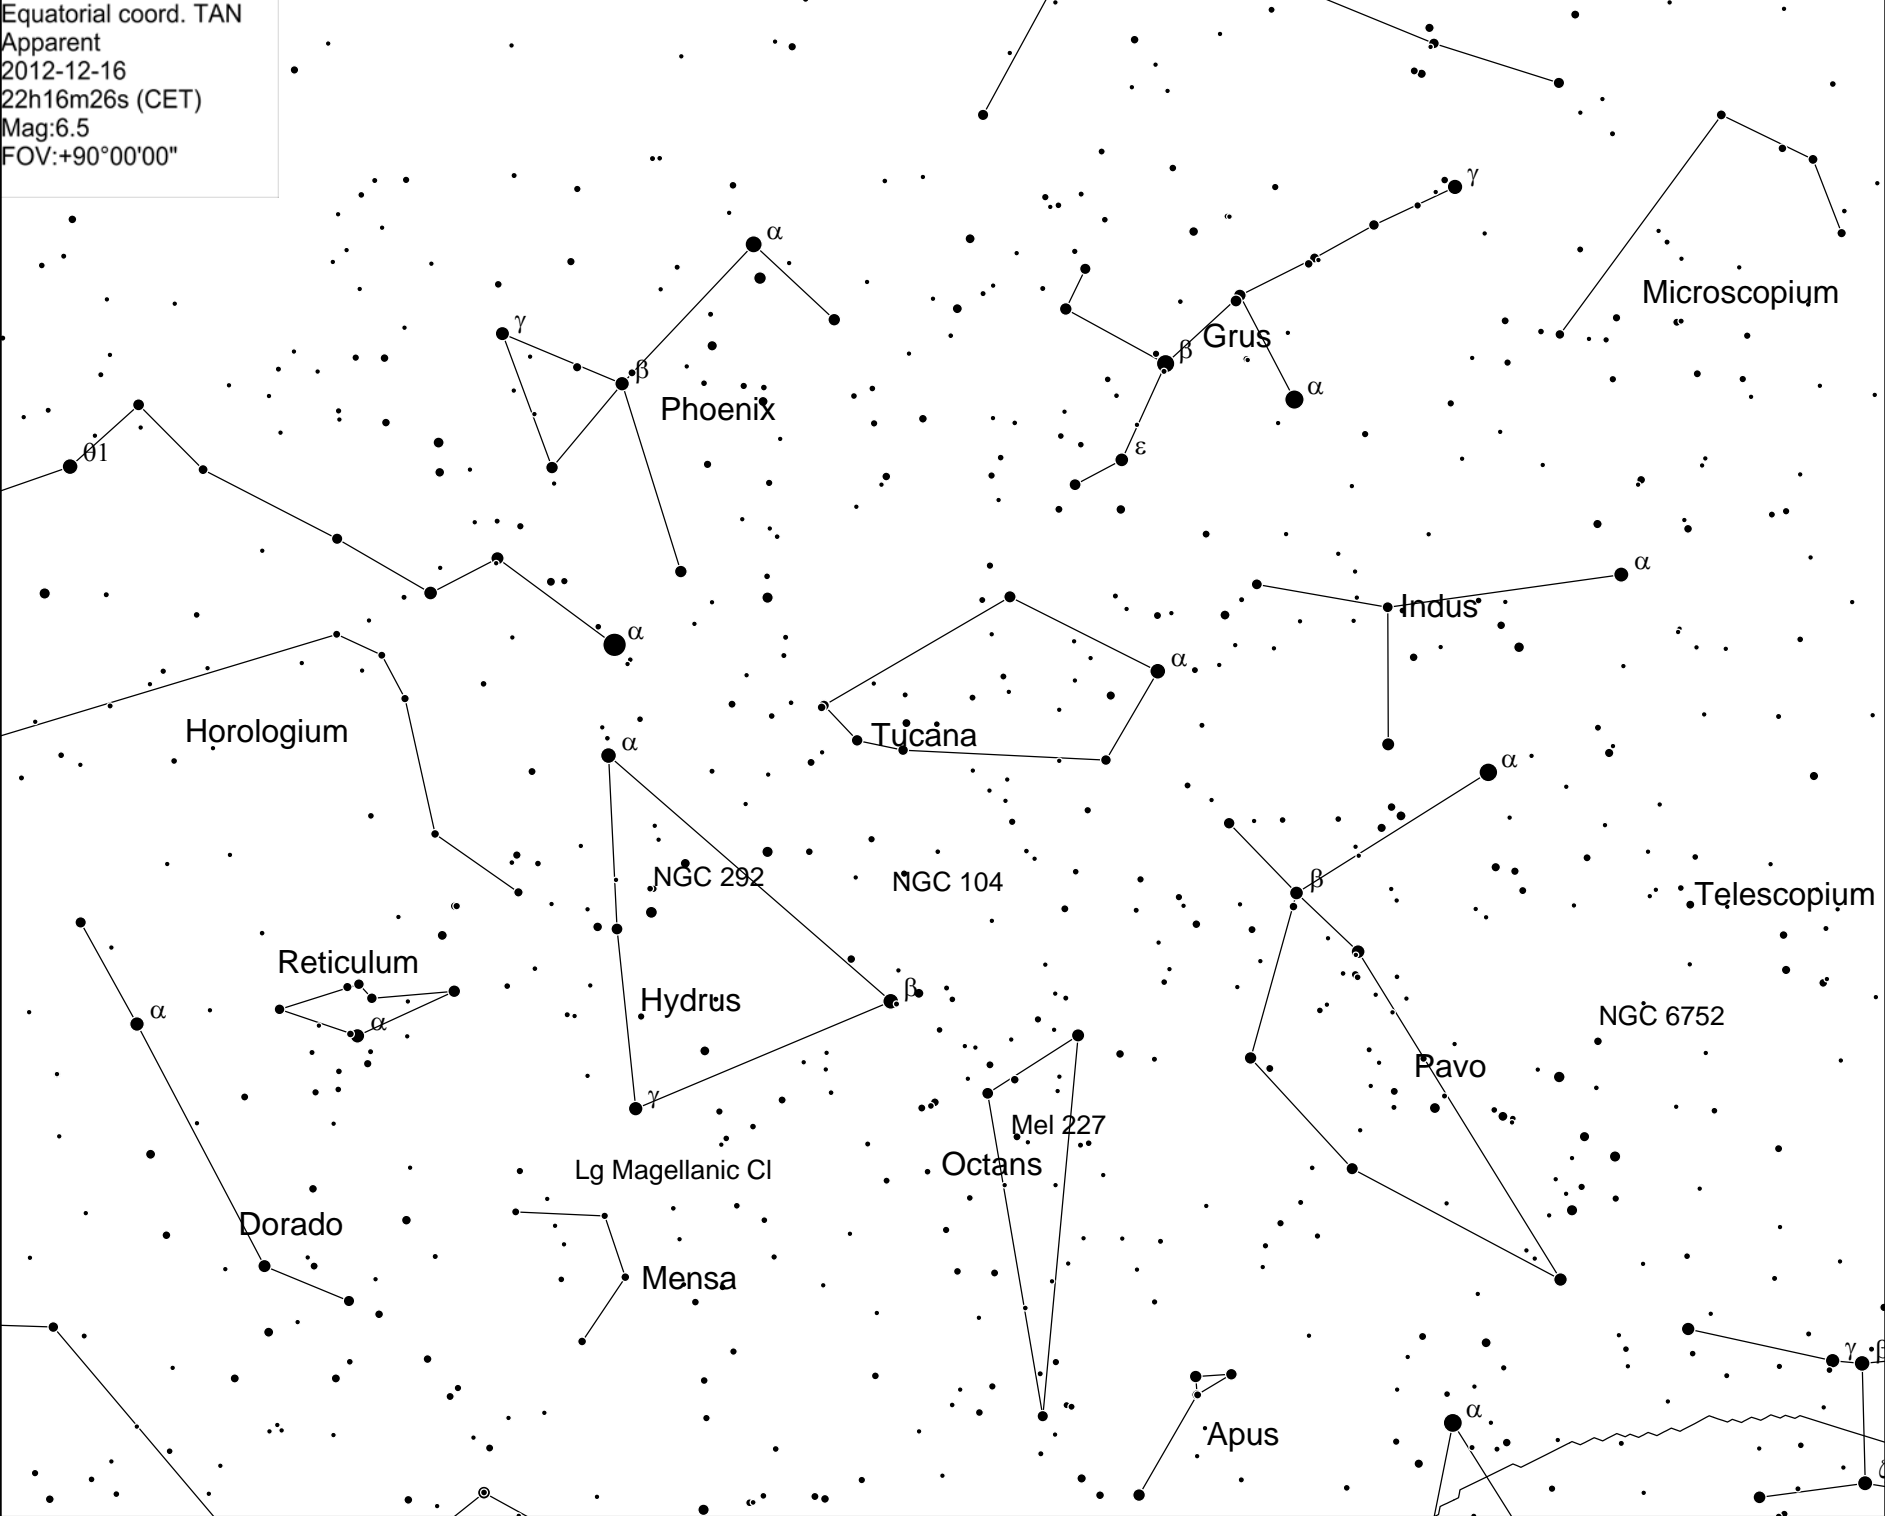 Equatorial coord. TAN
Apparent
2012-12-16
22h16m26s (CET)
Mag:6.5
FOV:+90°00'00"
γ
α
Microscopium
γ
β
Grus
β
α
Phoenix
θ1
ε
α
Indus
α
α
Horologium
α
Tucana
α
β
NGC 292
NGC 104
Telescopium
Reticulum
β
Hydrus
α
α
NGC 6752
Pavo
γ
Mel 227
Octans
Lg Magellanic Cl
Dorado
Mensa
γ
β
α
Apus